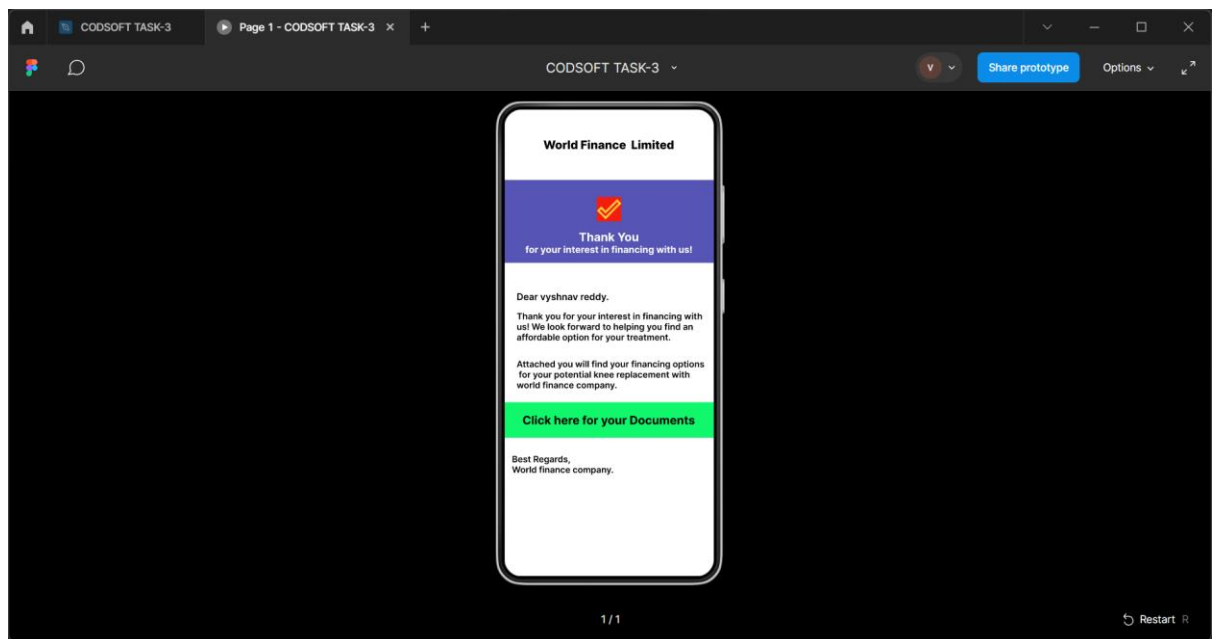 CODSOFT TASK-3
Page 1 - CODSOFT TASK-3
CODSOFT TASK-3
V
Share prototype
Options
World Finance Limited
Thank You
for your interest in financing with us!
Dear vyshnav reddy.
Thank you for your interest in financing with
us! We look forward to helping you find an
affordable option for your treatment.
Attached you will find your financing options
for your potential knee replacement with
world finance company.
Click here for your Documents
Best Regards,
World finance company.
1 / 1
Restart R